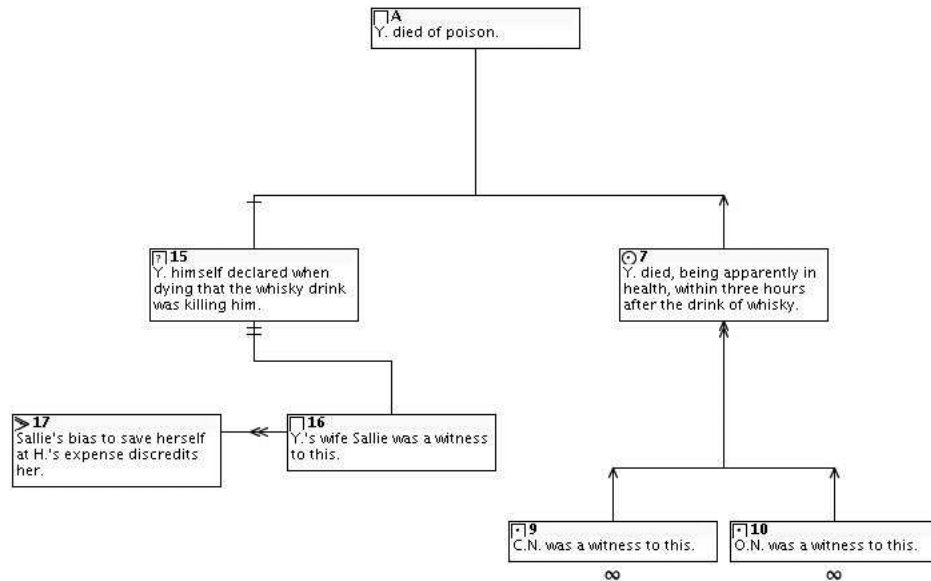 A
Y. died of poison.
? 15
Y. himself declared when
dying that the whisky drink
was killing him.
7
Y. died, being apparently in
health, within three hours
after the drink of whisky.
17
Sallie's bias to save herself
at H.'s expense discredits
her.
16
Y.'s wife Sallie was a witness
to this.
9
C.N. was a witness to this.
∞
10
O.N. was a witness to this.
∞